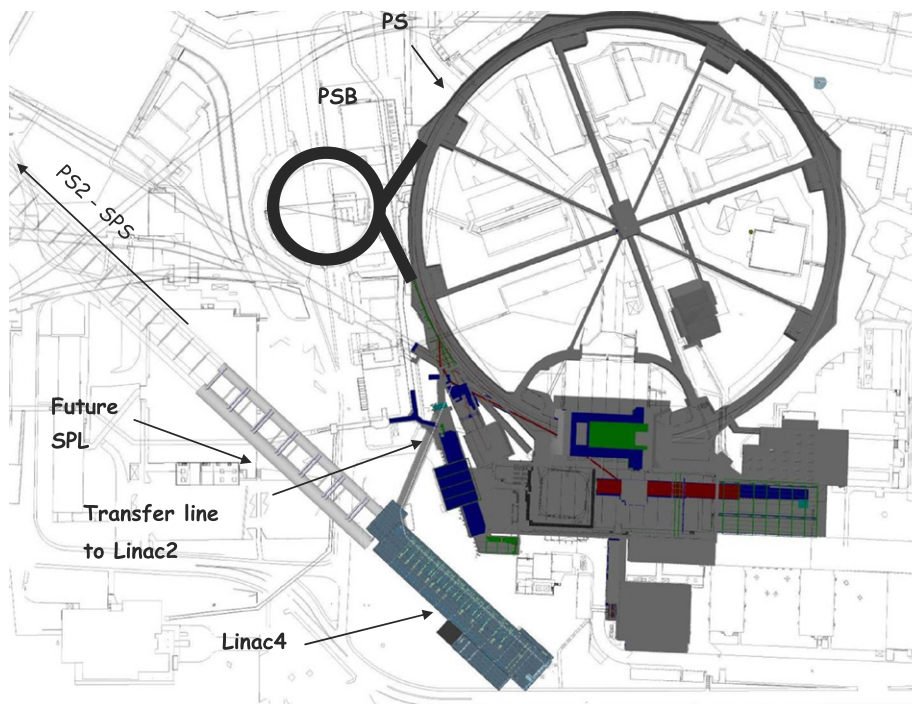 PS
PSB
PS2 - SPS
Future
SPL
Transfer line
to Linac2
Linac4